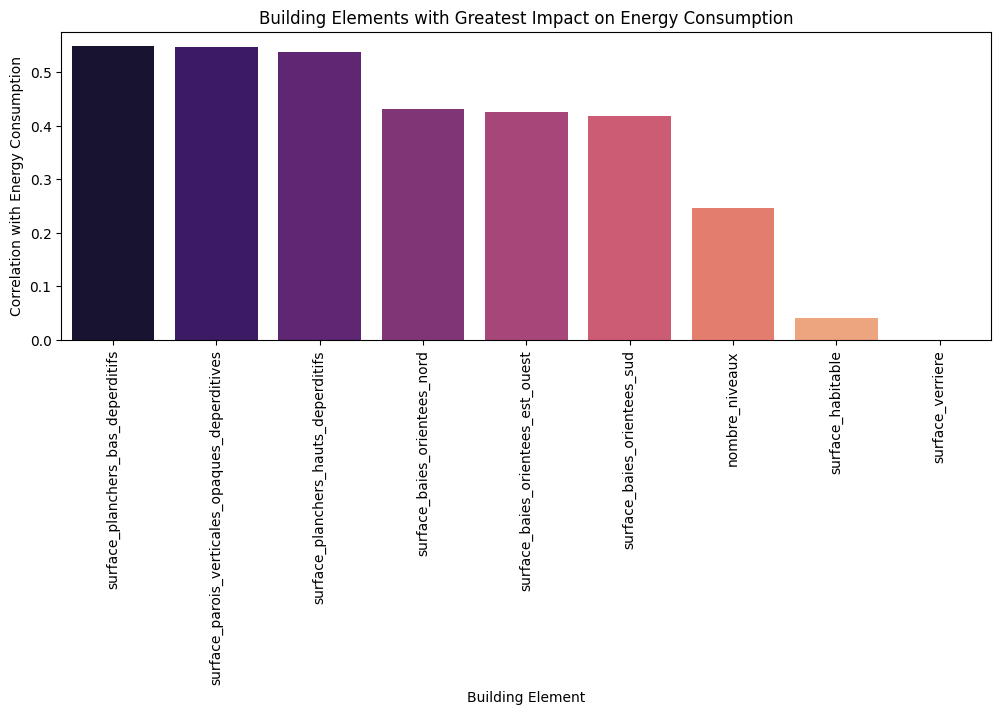 Building Elements with Greatest Impact on Energy Consumption
Correlation with Energy Consumption
0.5
0.4
0.3
0.2
0.1
0.0
surface_planchers_bas_deperditifs
surface_parois_verticales_opaques_deperditives
surface_planchers_hauts_deperditifs
surface_baies_orientees_nord
surface_baies_orientees_est_ouest
surface_baies_orientees_sud
nombre_niveaux
surface_habitable
surface_verriere
Building Element